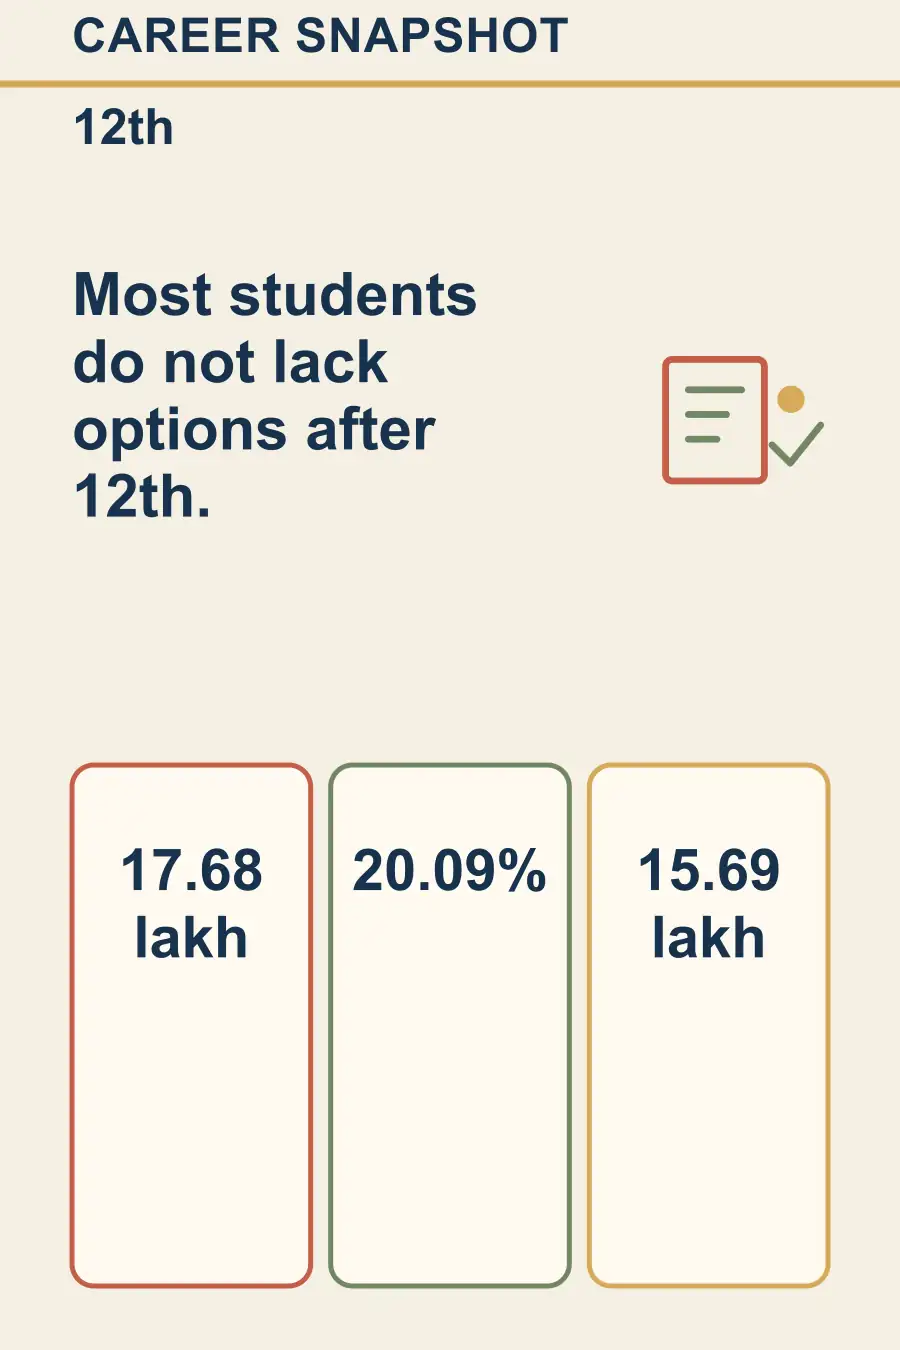 CAREER SNAPSHOT
12th
Most students
do not lack
options after
12th.
17.68
lakh
20.09%
15.69
lakh